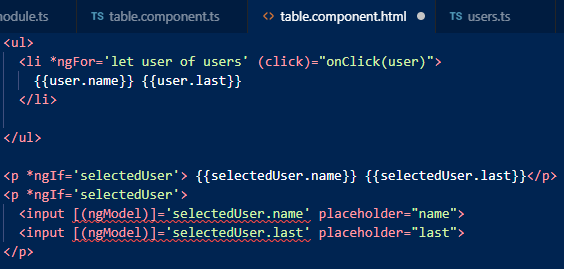 module.ts TS table.component.ts <> table.component.html TS users.ts
<ul>
  <li *ngFor='let user of users' (click)="onClick(user)">
    {{user.name}} {{user.last}}
  </li>
</ul>
<p *ngIf='selectedUser'> {{selectedUser.name}} {{selectedUser.last}}</p>
<p *ngIf='selectedUser'>
  <input [(ngModel)]='selectedUser.name' placeholder="name">
  <input [(ngModel)]='selectedUser.last' placeholder="last">
</p>